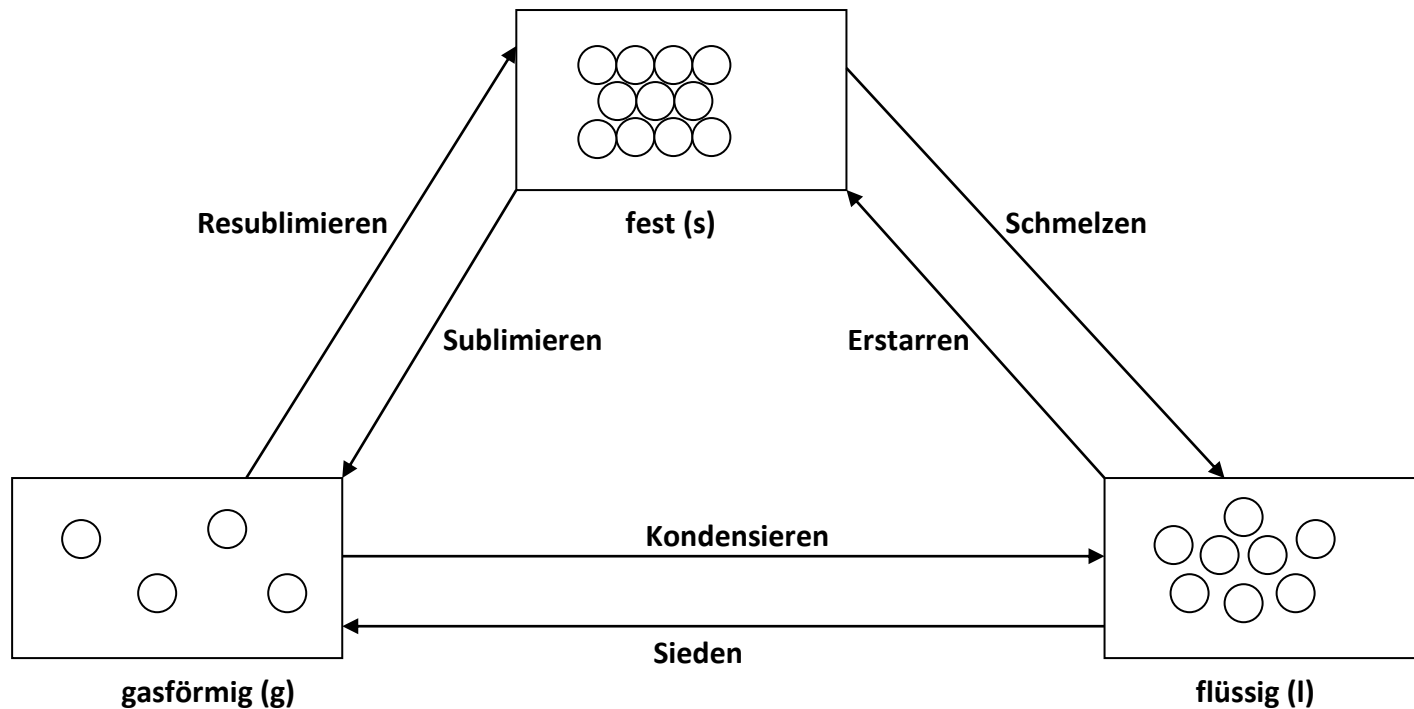 Resublimieren
fest (s)
Schmelzen
Sublimieren
Erstarren
Kondensieren
Sieden
gasförmig (g)
flüssig (l)